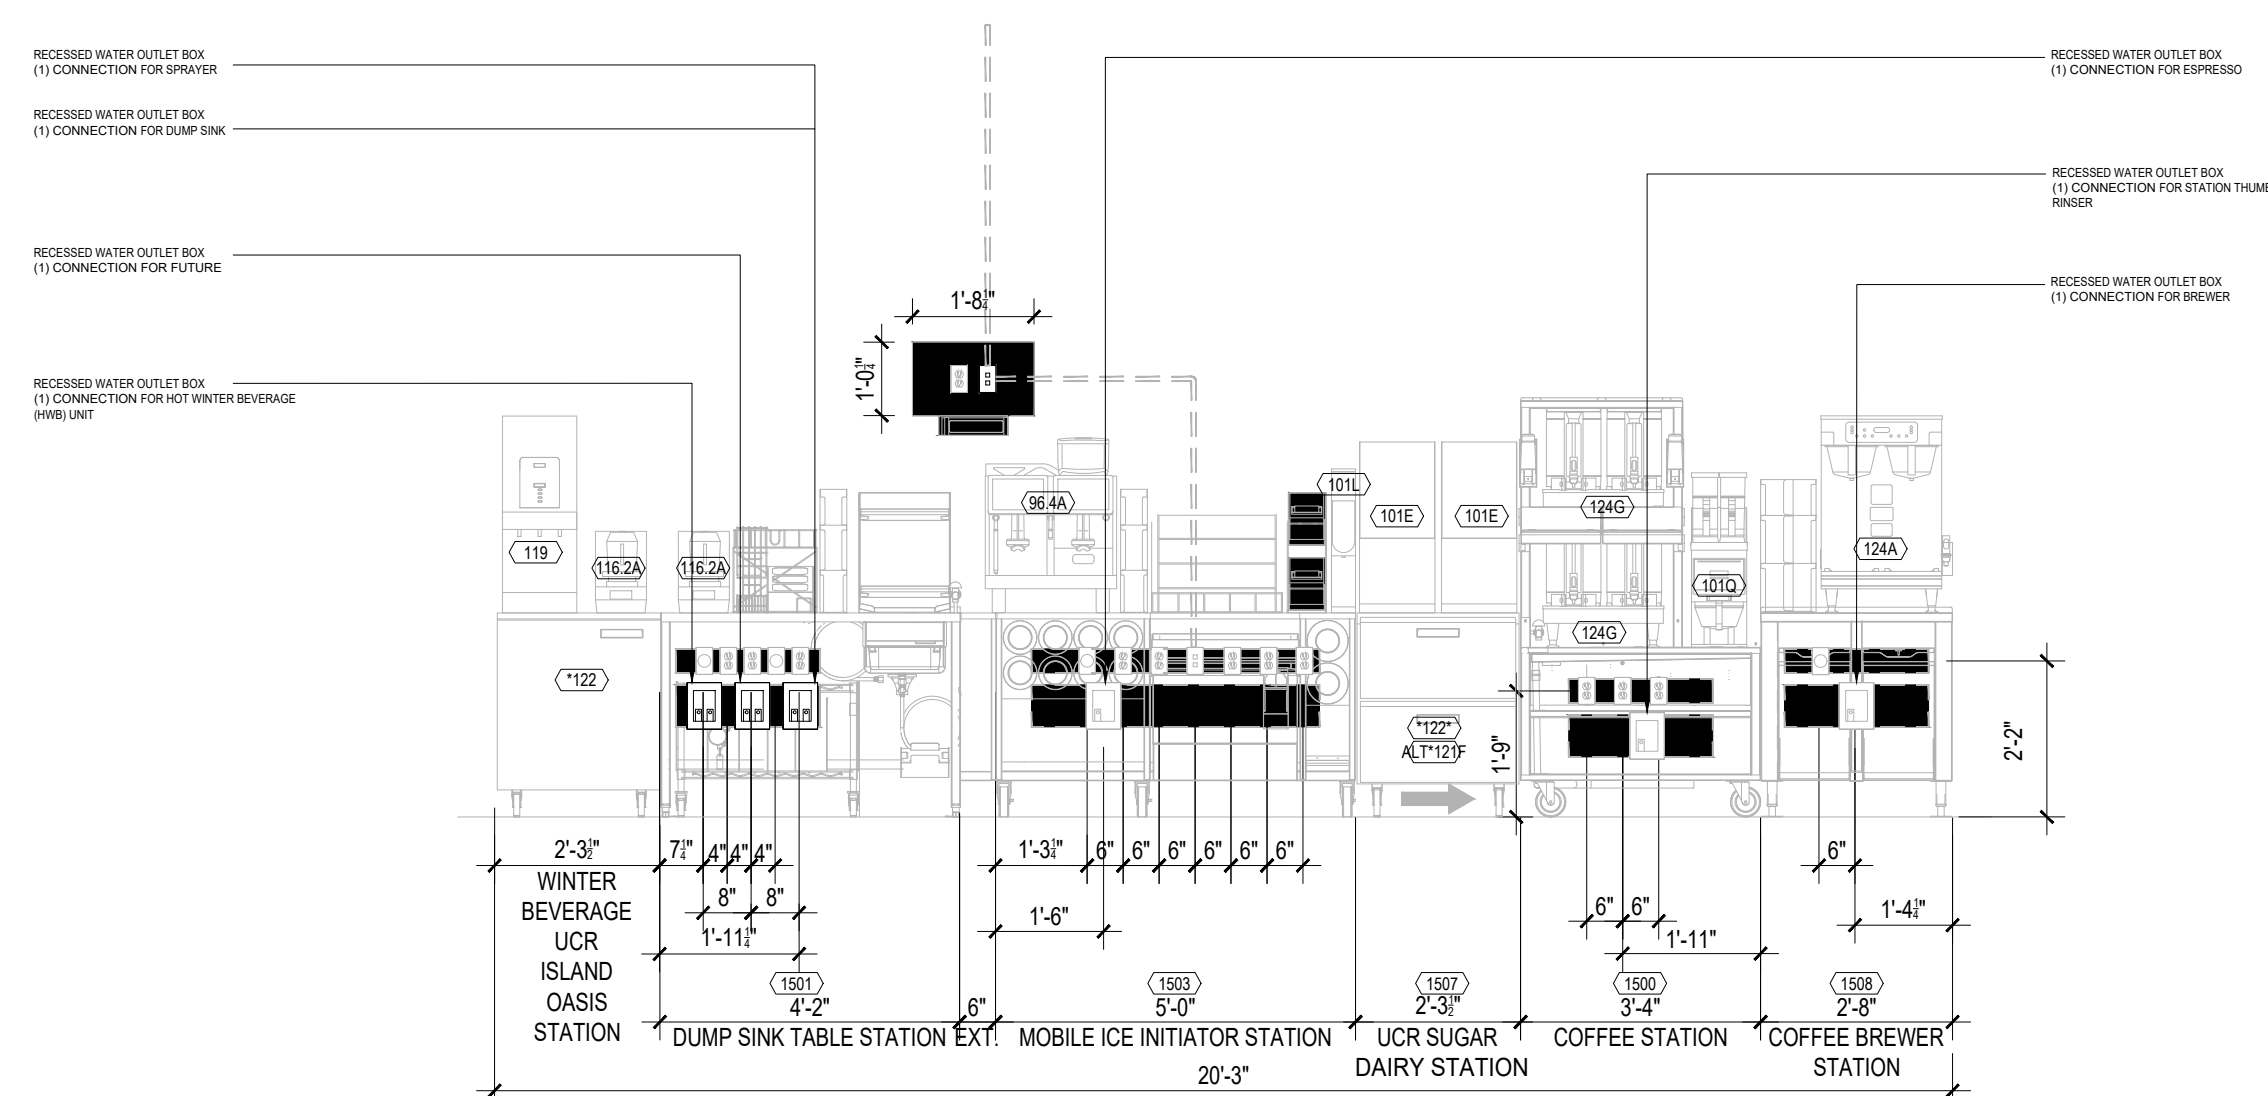 RECESSED WATER OUTLET BOX
(1) CONNECTION FOR SPRAYER
RECESSED WATER OUTLET BOX
(1) CONNECTION FOR DUMP SINK
RECESSED WATER OUTLET BOX
(1) CONNECTION FOR FUTURE
RECESSED WATER OUTLET BOX
(1) CONNECTION FOR HOT WINTER BEVERAGE
(HWB) UNIT
RECESSED WATER OUTLET BOX
(1) CONNECTION FOR ESPRESSO
RECESSED WATER OUTLET BOX
(1) CONNECTION FOR STATION THUMB
RINSER
RECESSED WATER OUTLET BOX
(1) CONNECTION FOR BREWER
1'-8¼"
1'-0¼"
96.4A
101L
101E
101E
124G
119
116.2A
116.2A
124A
101Q
124G
*122
*122*
ALT*121F
1'-9"
2'-2"
2'-3½"
7¼"
4"
4"
4"
1'-3¼"
6"
6"
6"
6"
6"
6"
6"
8"
8"
1'-6"
6"
6"
1'-4¼"
1'-11¼"
1'-11"
WINTER
BEVERAGE
UCR
ISLAND
OASIS
STATION
1501
4'-2"
DUMP SINK TABLE STATION
6"
EXT.
1503
5'-0"
MOBILE ICE INITIATOR STATION
1507
2'-3½"
UCR SUGAR
DAIRY STATION
1500
3'-4"
COFFEE STATION
1508
2'-8"
COFFEE BREWER
STATION
20'-3"